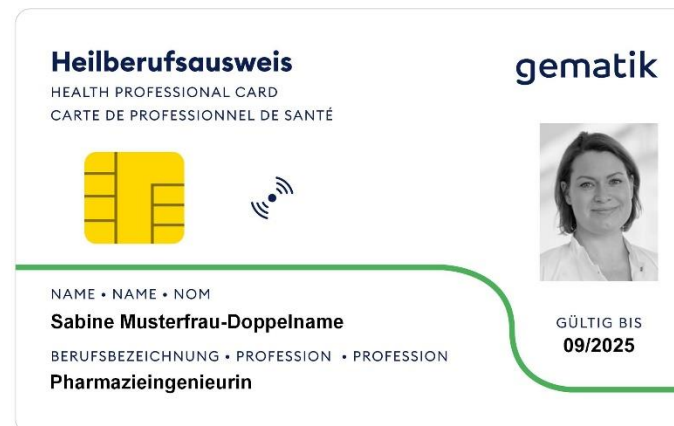 Heilberufsausweis
HEALTH PROFESSIONAL CARD
CARTE DE PROFESSIONNEL DE SANTÉ
gematik
NAME • NAME • NOM
Sabine Musterfrau-Doppelname
BERUFSBEZEICHNUNG • PROFESSION • PROFESSION
Pharmazieingenieurin
GÜLTIG BIS
09/2025